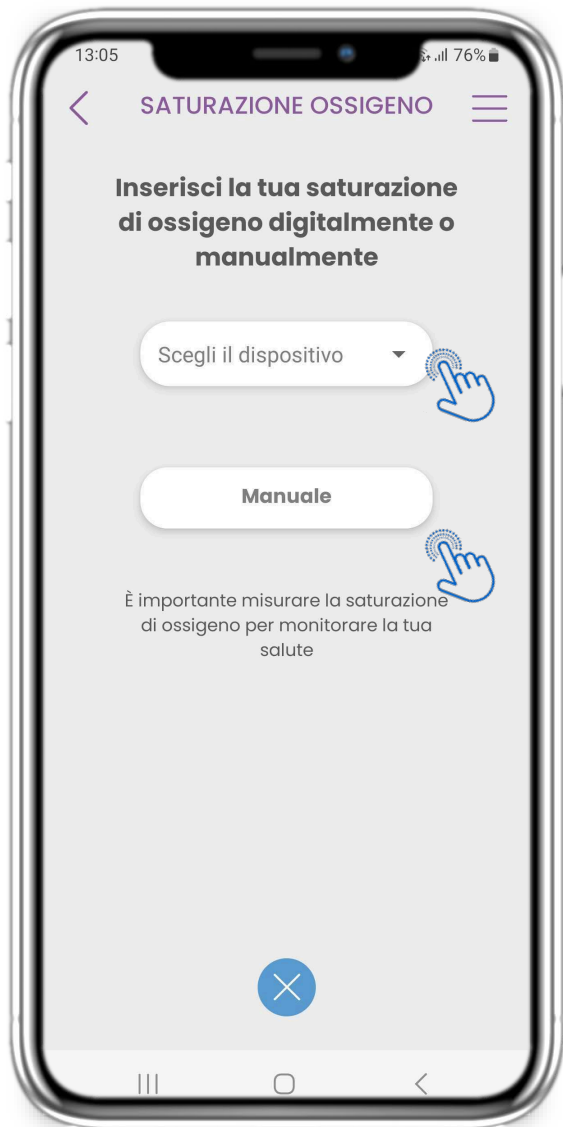 13:05
76%
SATURAZIONE OSSIGENO
Inserisci la tua saturazione
di ossigeno digitalmente o
manualmente
Scegli il dispositivo
Manuale
È importante misurare la saturazione
di ossigeno per monitorare la tua
salute